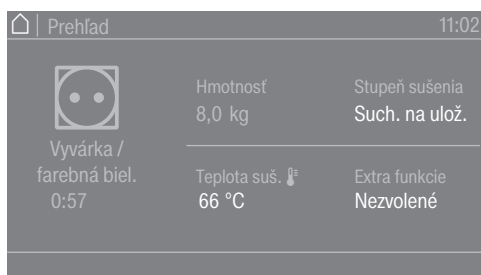 Prehľad 11:02
Hmotnosť
8,0 kg
Stupeň sušenia
Such. na ulož.
Vyvárka /
farebná biel.
0:57
Teplota suš.
66 °C
Extra funkcie
Nezvolené